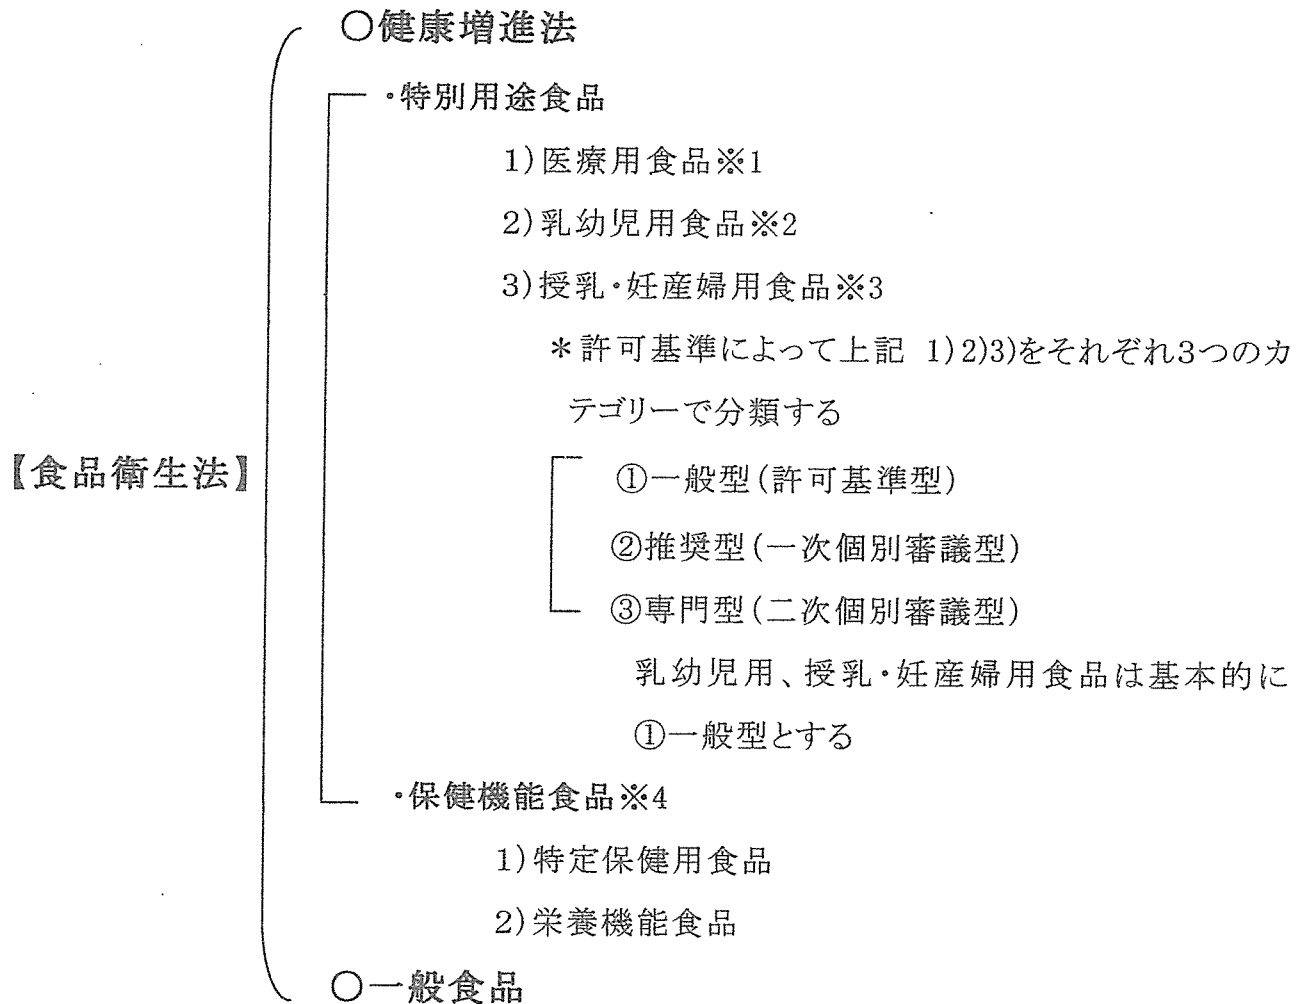 ○健康増進法
・特別用途食品
1)医療用食品※1
2)乳幼児用食品※2
3)授乳・妊産婦用食品※3
＊許可基準によって上記 1)2)3)をそれぞれ3つのカ
テゴリーで分類する
【食品衛生法】
①一般型(許可基準型)
②推奨型(一次個別審議型)
③専門型(二次個別審議型)
乳幼児用、授乳・妊産婦用食品は基本的に
①一般型とする
・保健機能食品※4
1)特定保健用食品
2)栄養機能食品
○一般食品